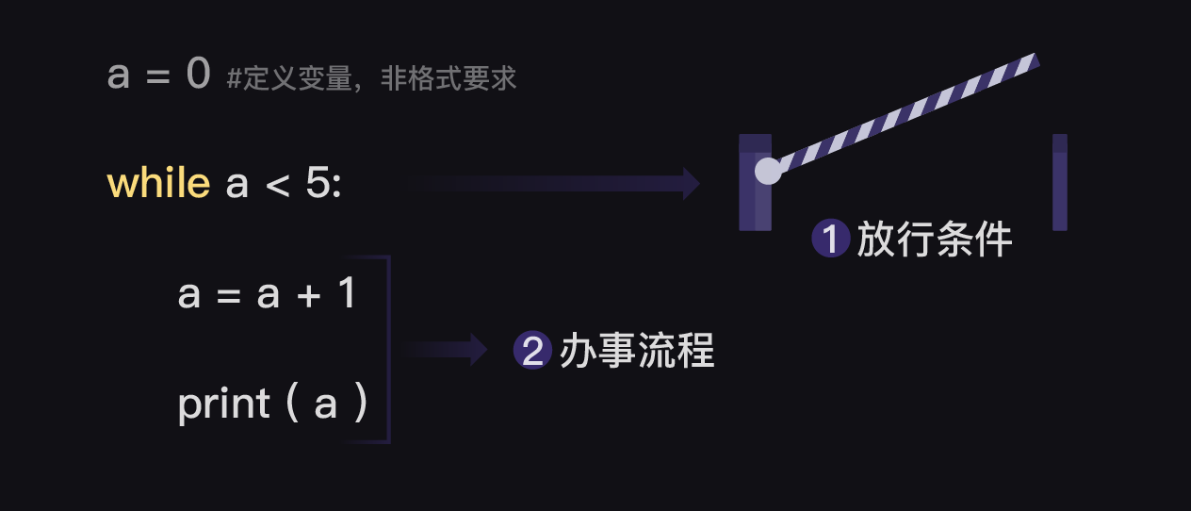 a = 0 #定义变量，非格式要求
while a < 5:
1 放行条件
a = a + 1
2 办事流程
print ( a )